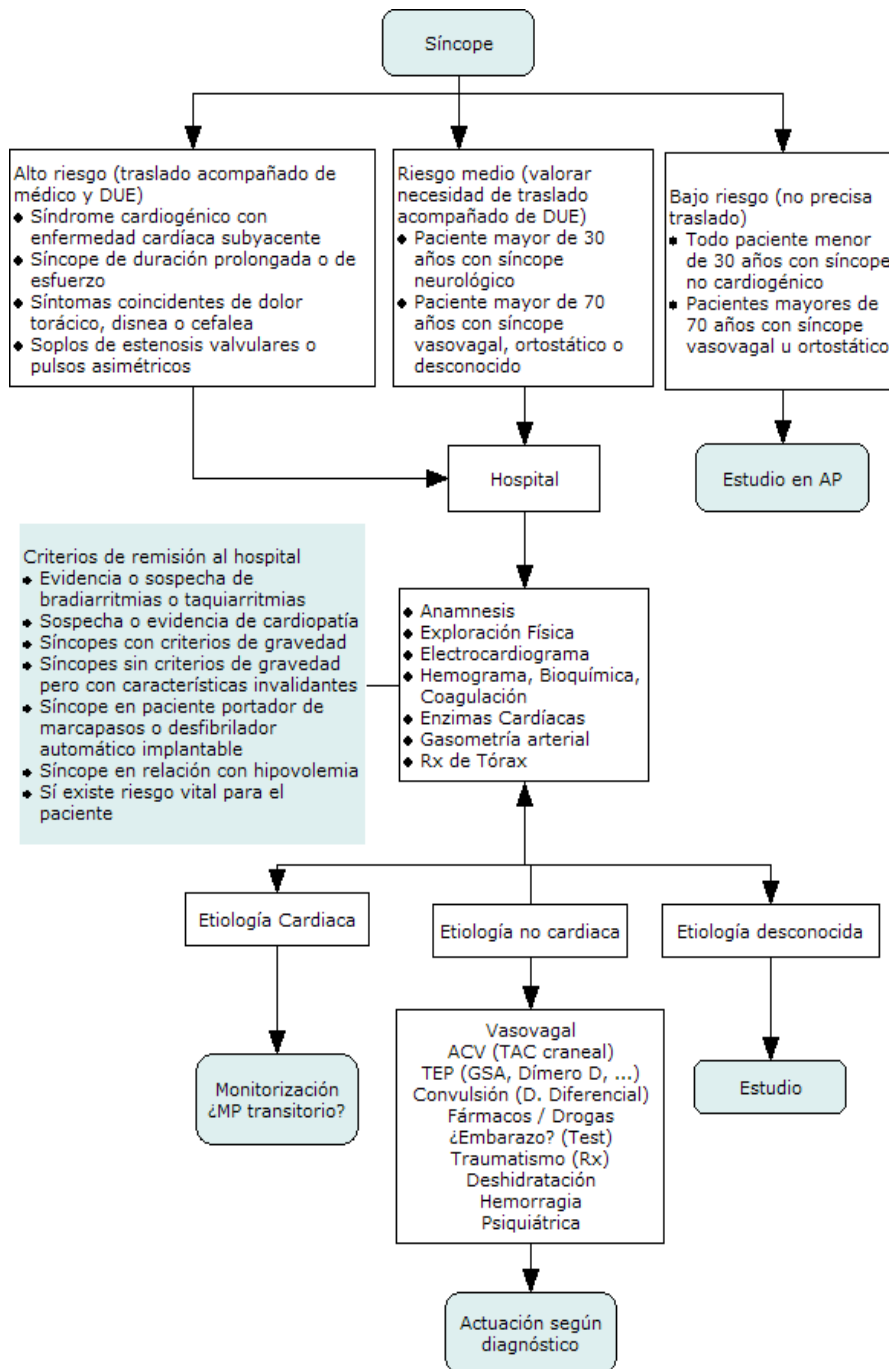 Síncope
Alto riesgo (traslado acompañado de
médico y DUE)
◆ Síndrome cardiogénico con
enfermedad cardíaca subyacente
◆ Síncope de duración prolongada o de
esfuerzo
◆ Síntomas coincidentes de dolor
torácico, disnea o cefalea
◆ Soplos de estenosis valvulares o
pulsos asimétricos
Riesgo medio (valorar
necesidad de traslado
acompañado de DUE)
◆ Paciente mayor de 30
años con síncope
neurológico
◆ Paciente mayor de 70
años con síncope
vasovagal, ortostático o
desconocido
Bajo riesgo (no precisa
traslado)
◆ Todo paciente menor
de 30 años con síncope
no cardiogénico
◆ Pacientes mayores de
70 años con síncope
vasovagal u ortostático
Hospital
Estudio en AP
Criterios de remisión al hospital
◆ Evidencia o sospecha de
bradiarritmias o taquiarritmias
◆ Sospecha o evidencia de cardiopatía
◆ Síncopes con criterios de gravedad
◆ Síncopes sin criterios de gravedad
pero con características invalidantes
◆ Síncope en paciente portador de
marcapasos o desfibrilador
automático implantable
◆ Síncope en relación con hipovolemia
◆ Sí existe riesgo vital para el
paciente
◆ Anamnesis
◆ Exploración Física
◆ Electrocardiograma
◆ Hemograma, Bioquímica,
Coagulación
◆ Enzimas Cardíacas
◆ Gasometría arterial
◆ Rx de Tórax
Etiología Cardiaca
Etiología no cardiaca
Etiología desconocida
Monitorización
¿MP transitorio?
Vasovagal
ACV (TAC craneal)
TEP (GSA, Dímero D, ...)
Convulsión (D. Diferencial)
Fármacos / Drogas
¿Embarazo? (Test)
Traumatismo (Rx)
Deshidratación
Hemorragia
Psiquiátrica
Estudio
Actuación según
diagnóstico